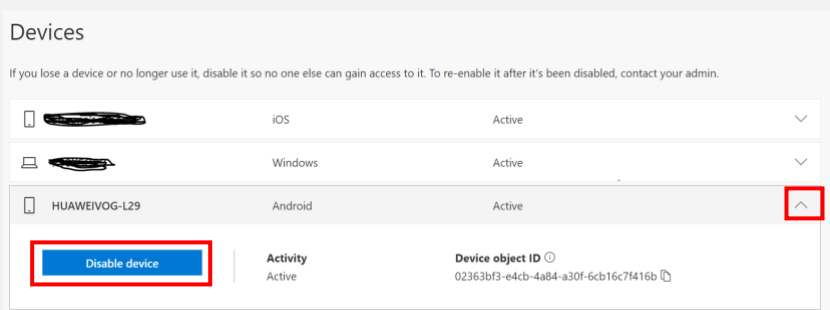 Devices
If you lose a device or no longer use it, disable it so no one else can gain access to it. To re-enable it after it's been disabled, contact your admin.
iOS Active
Windows Active
HUAWEIVOG-L29 Android Active
Disable device
Activity
Active
Device object ID
02363bf3-e4cb-4a84-a30f-6cb16c7f416b